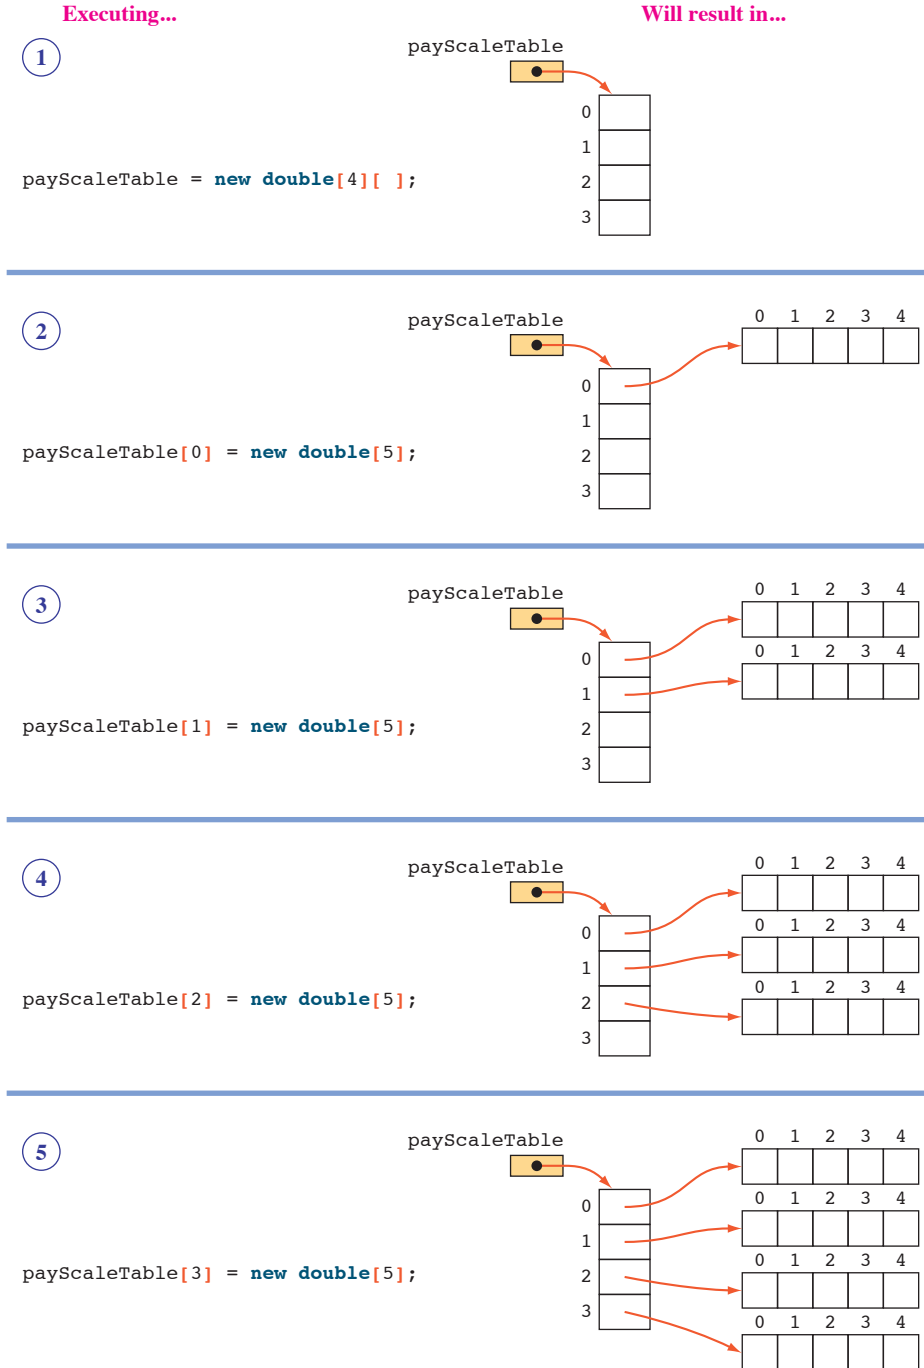 Executing...
Will result in...
1
payScaleTable
0
1
payScaleTable = new double[4][ ];
2
3
2
payScaleTable
0 1 2 3 4
0
1
payScaleTable[0] = new double[5];
2
3
3
payScaleTable
0 1 2 3 4
0
0 1 2 3 4
1
payScaleTable[1] = new double[5];
2
3
4
payScaleTable
0 1 2 3 4
0
0 1 2 3 4
1
0 1 2 3 4
payScaleTable[2] = new double[5];
2
3
5
payScaleTable
0 1 2 3 4
0
0 1 2 3 4
1
0 1 2 3 4
payScaleTable[3] = new double[5];
2
3
0 1 2 3 4